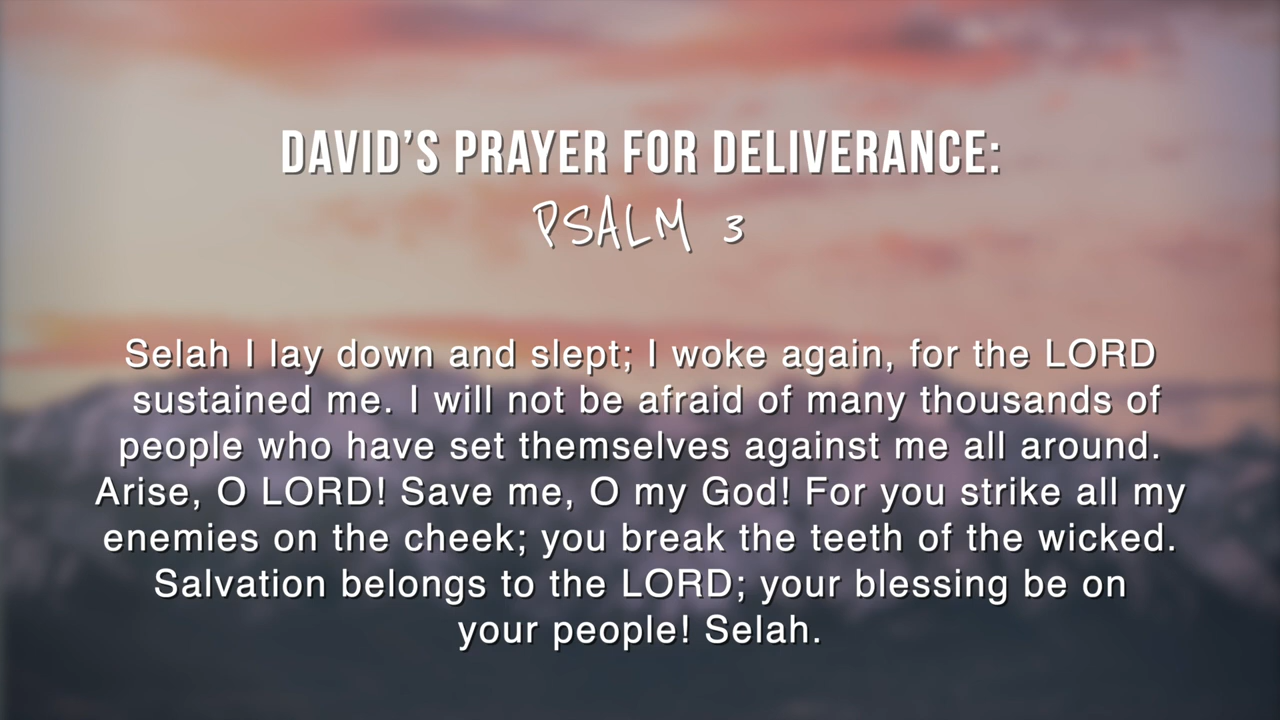 DAVID'S PRAYER FOR DELIVERANCE:
PSALM 3
Selah I lay down and slept; I woke again, for the LORD
sustained me. I will not be afraid of many thousands of
people who have set themselves against me all around.
Arise, O LORD! Save me, O my God! For you strike all my
enemies on the cheek; you break the teeth of the wicked.
Salvation belongs to the LORD; your blessing be on
your people! Selah.